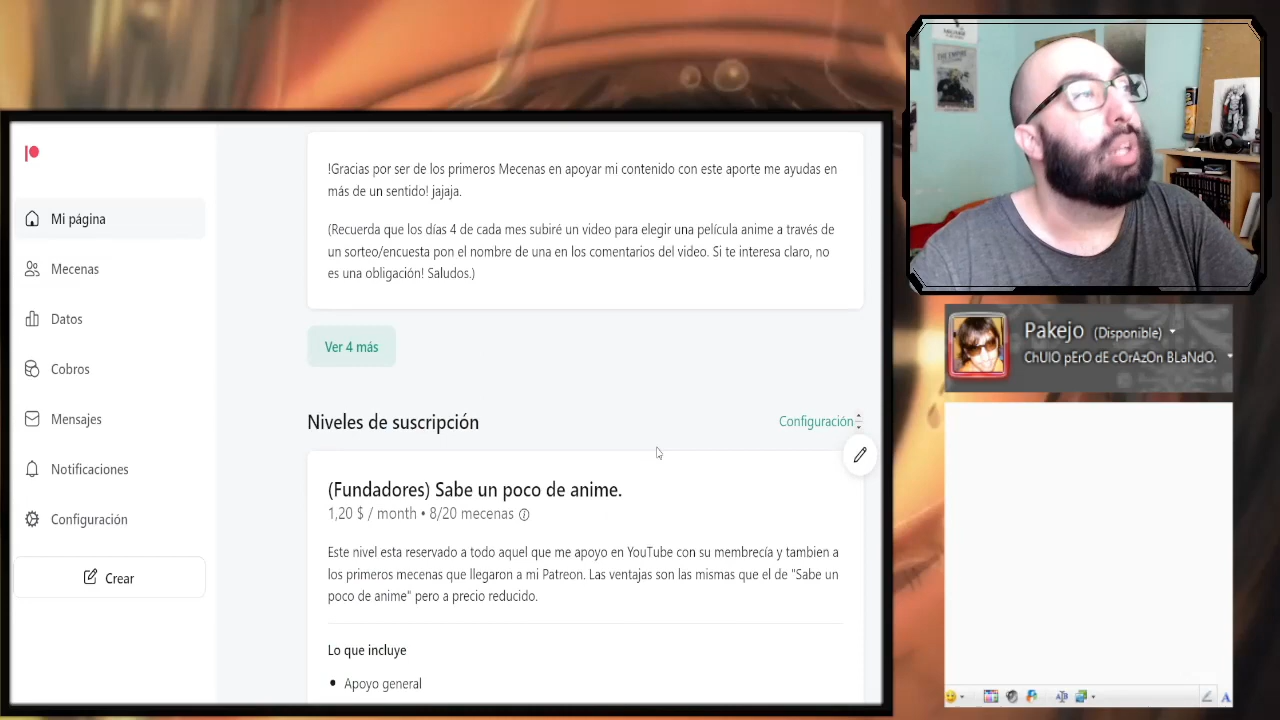 Mi página
Mecenas
Datos
Cobros
Mensajes
Notificaciones
Configuración
Crear
!Gracias por ser de los primeros Mecenas en apoyar mi contenido con este aporte me ayudas en
más de un sentido! jajaja.
(Recuerda que los días 4 de cada mes subiré un video para elegir una película anime a través de
un sorteo/encuesta pon el nombre de una en los comentarios del video. Si te interesa claro, no
es una obligación! Saludos.)
Ver 4 más
Niveles de suscripción
Configuración
(Fundadores) Sabe un poco de anime.
1,20 $ / month • 8/20 mecenas
Este nivel esta reservado a todo aquel que me apoyo en YouTube con su membrecía y tambien a
los primeros mecenas que llegaron a mi Patreon. Las ventajas son las mismas que el de "Sabe un
poco de anime" pero a precio reducido.
Lo que incluye
• Apoyo general
THE EMPIRE
Pakejo (Disponible)
ChUlO pErO dE cOrAzOn BLaNdO.